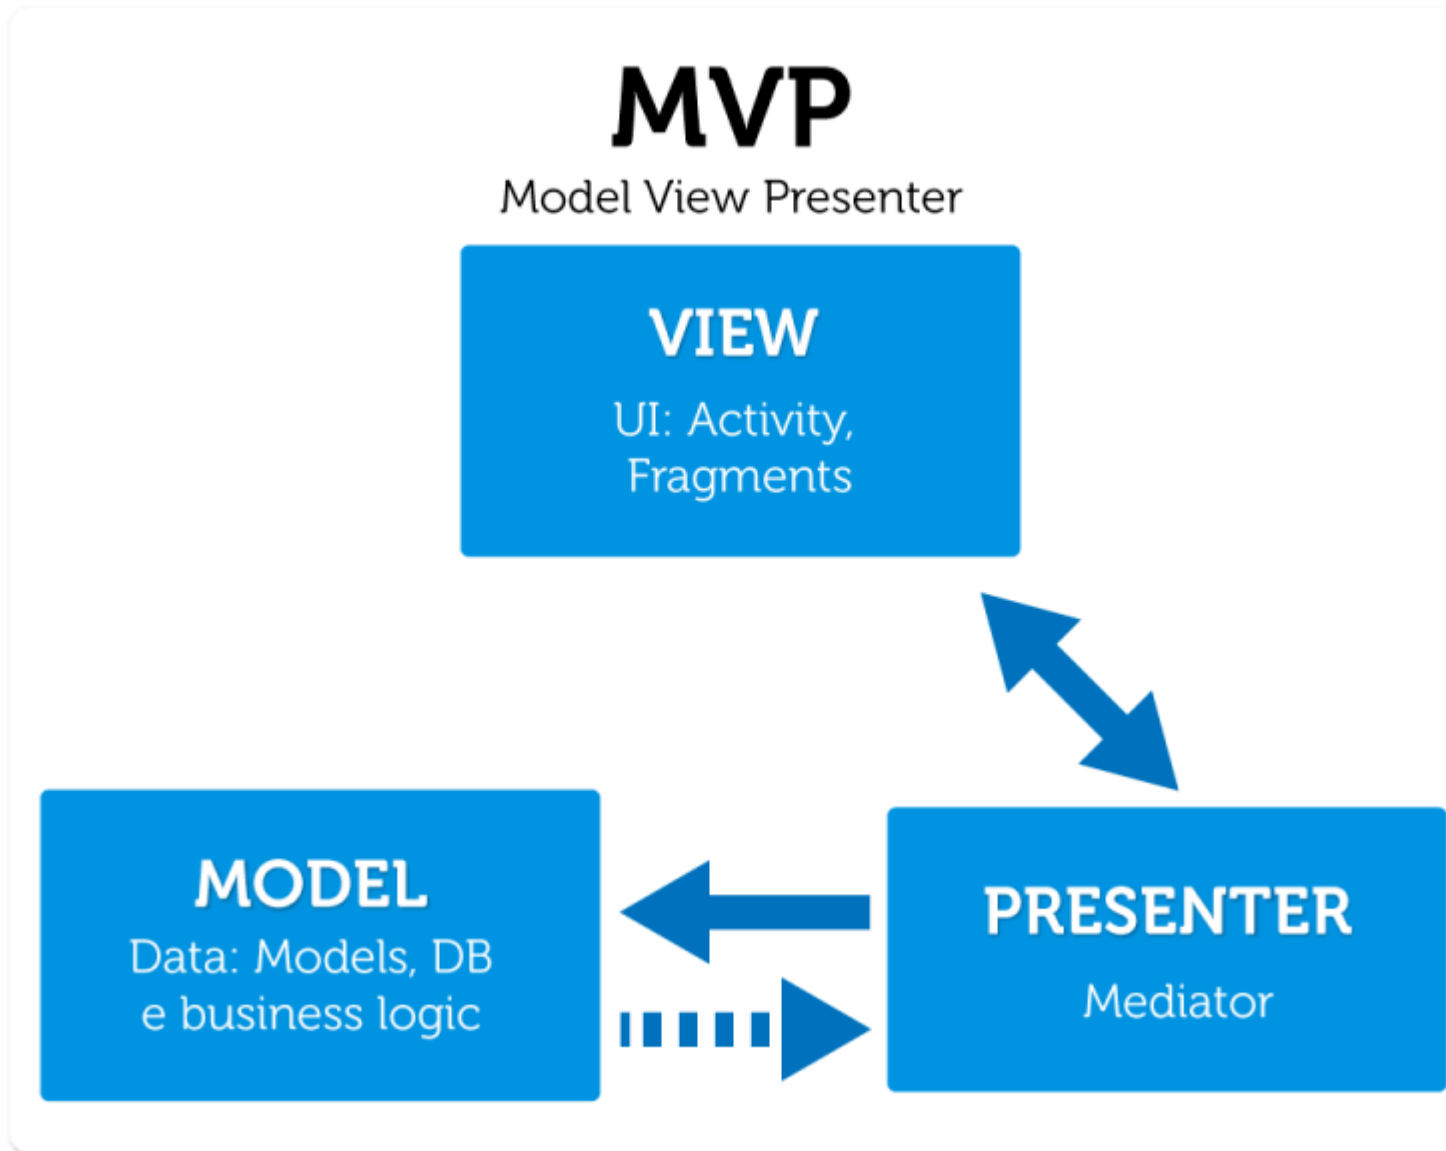 MVP
Model View Presenter
VIEW
UI: Activity,
Fragments
MODEL
Data: Models, DB
e business logic
PRESENTER
Mediator